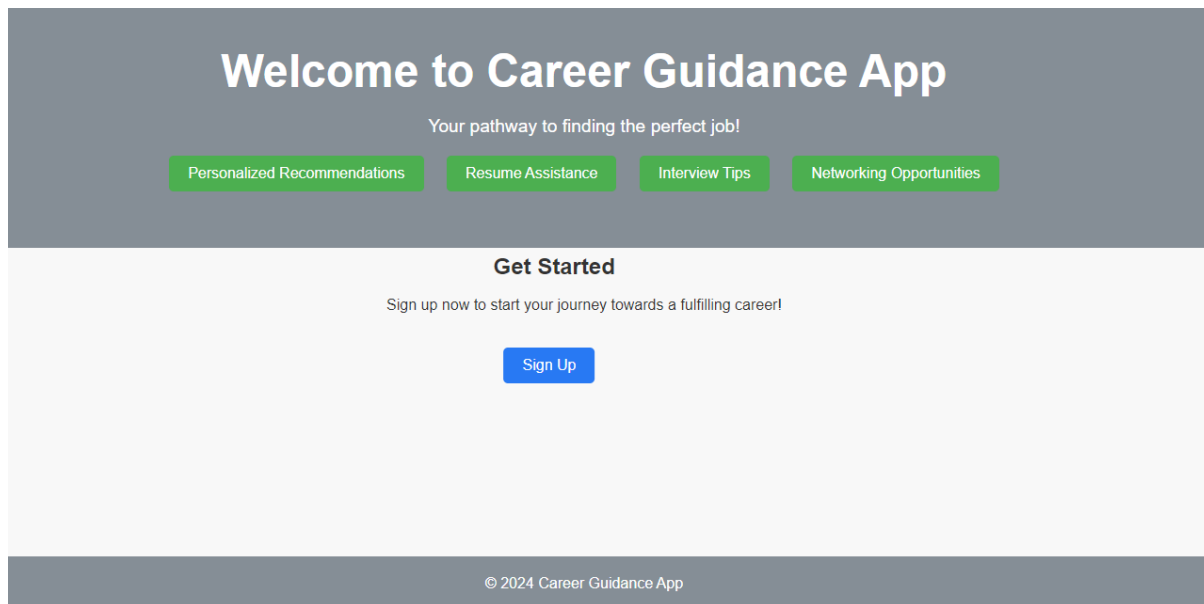 Welcome to Career Guidance App
Your pathway to finding the perfect job!
Personalized Recommendations Resume Assistance Interview Tips Networking Opportunities
Get Started
Sign up now to start your journey towards a fulfilling career!
Sign Up
© 2024 Career Guidance App